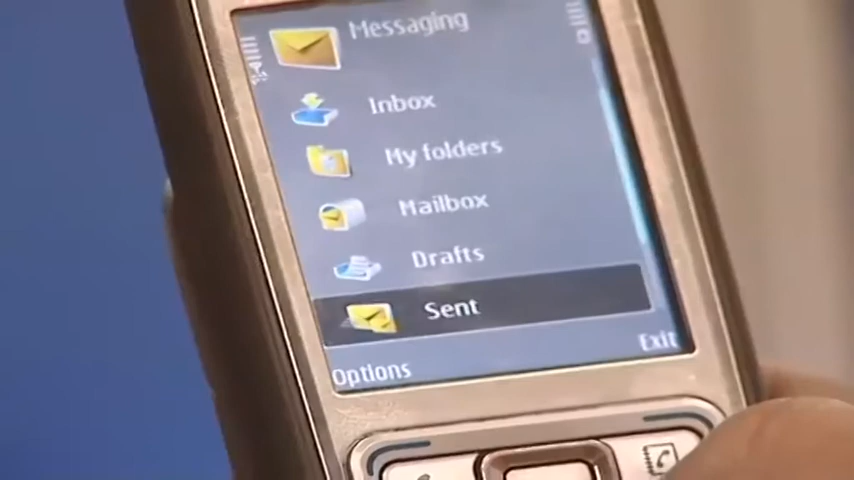 Messaging
Inbox
My folders
Mailbox
Drafts
Sent
Options
Exit